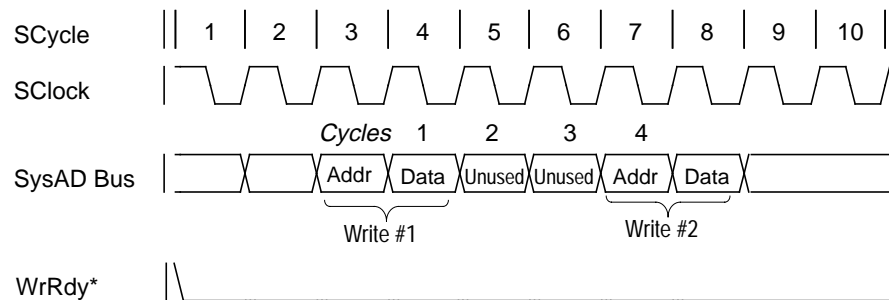 SCycle 1 2 3 4 5 6 7 8 9 10
SClock
Cycles 1 2 3 4
SysAD Bus Addr Data Unused Unused Addr Data
Write #1 Write #2
WrRdy*